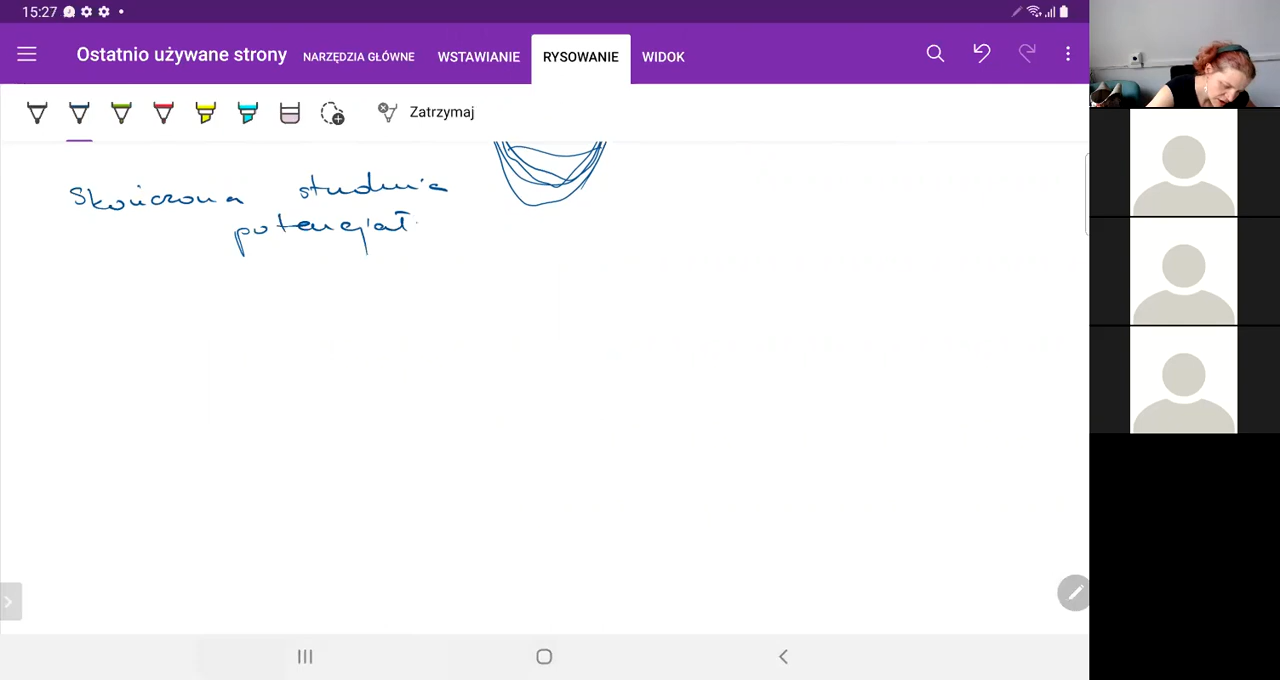 15:27
Ostatnio używane strony NARZĘDZIA GŁÓWNE WSTAWIANIE RYSOWANIE WIDOK
Zatrzymaj
Skończona studnia
potencjał